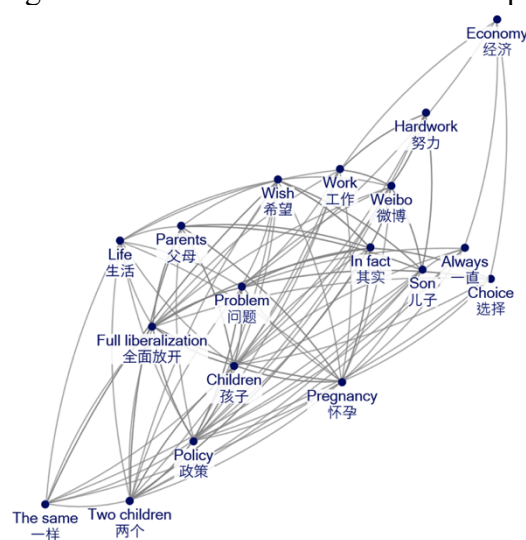 Economy
经济
Hardwork
努力
Work
工作
Wish
希望
Weibo
微博
Parents
父母
Life
生活
In fact
其实
Always
一直
Son
儿子
Choice
選择
Problem
问题
Full liberalization
全面放开
Children
孩子
Pregnancy
怀孕
Policy
政策
The same
一样
Two children
两个